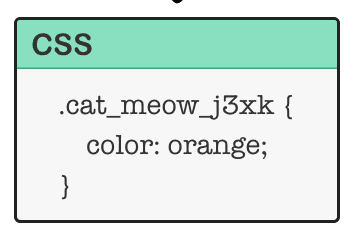 CSS
.cat_meow_j3xk {
color: orange;
}